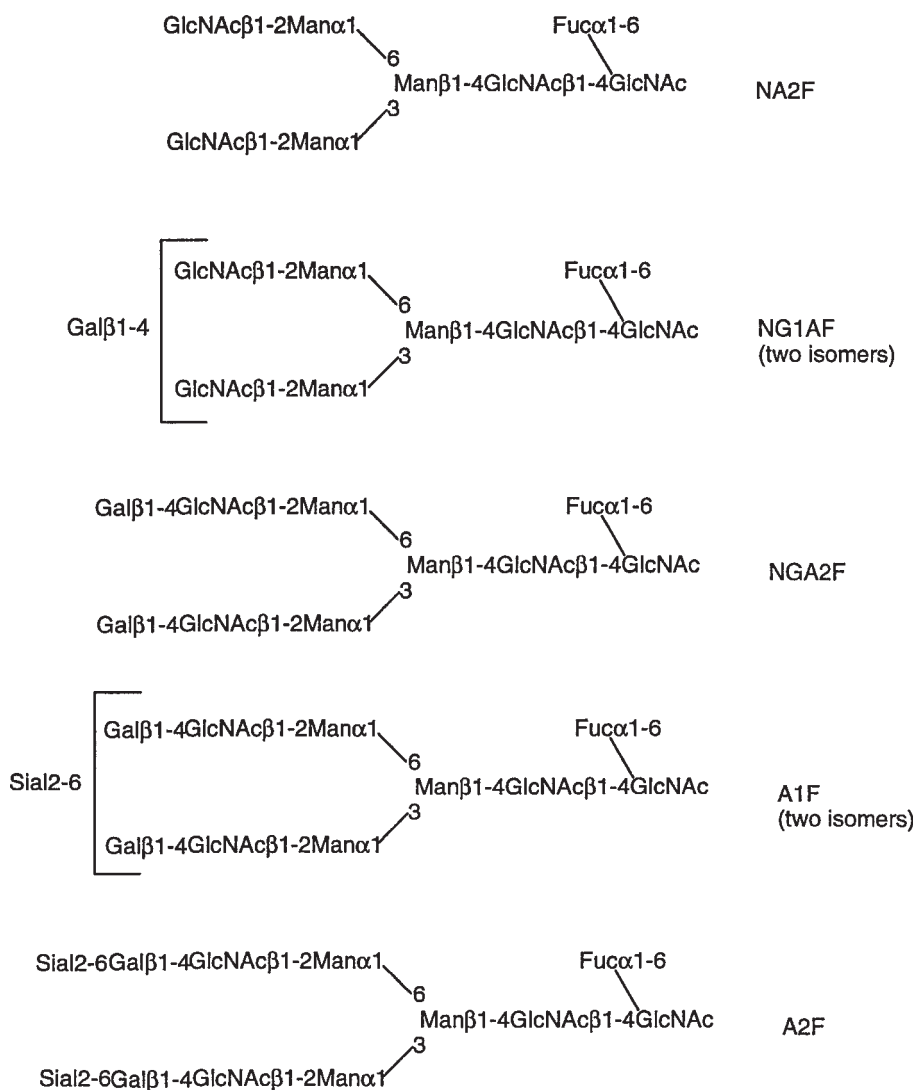 GlcNAcβ1-2Manα1 Fucα1-6
6
Manβ1-4GlcNAcβ1-4GlcNAc NA2F
3
GlcNAcβ1-2Manα1
GlcNAcβ1-2Manα1 Fucα1-6
6
Galβ1-4 Manβ1-4GlcNAcβ1-4GlcNAc NG1AF
(two isomers)
3
GlcNAcβ1-2Manα1
Galβ1-4GlcNAcβ1-2Manα1 Fucα1-6
6
Manβ1-4GlcNAcβ1-4GlcNAc NGA2F
3
Galβ1-4GlcNAcβ1-2Manα1
Galβ1-4GlcNAcβ1-2Manα1 Fucα1-6
6
Sial2-6 Manβ1-4GlcNAcβ1-4GlcNAc A1F
(two isomers)
3
Galβ1-4GlcNAcβ1-2Manα1
Sial2-6Galβ1-4GlcNAcβ1-2Manα1 Fucα1-6
6
Manβ1-4GlcNAcβ1-4GlcNAc A2F
3
Sial2-6Galβ1-4GlcNAcβ1-2Manα1